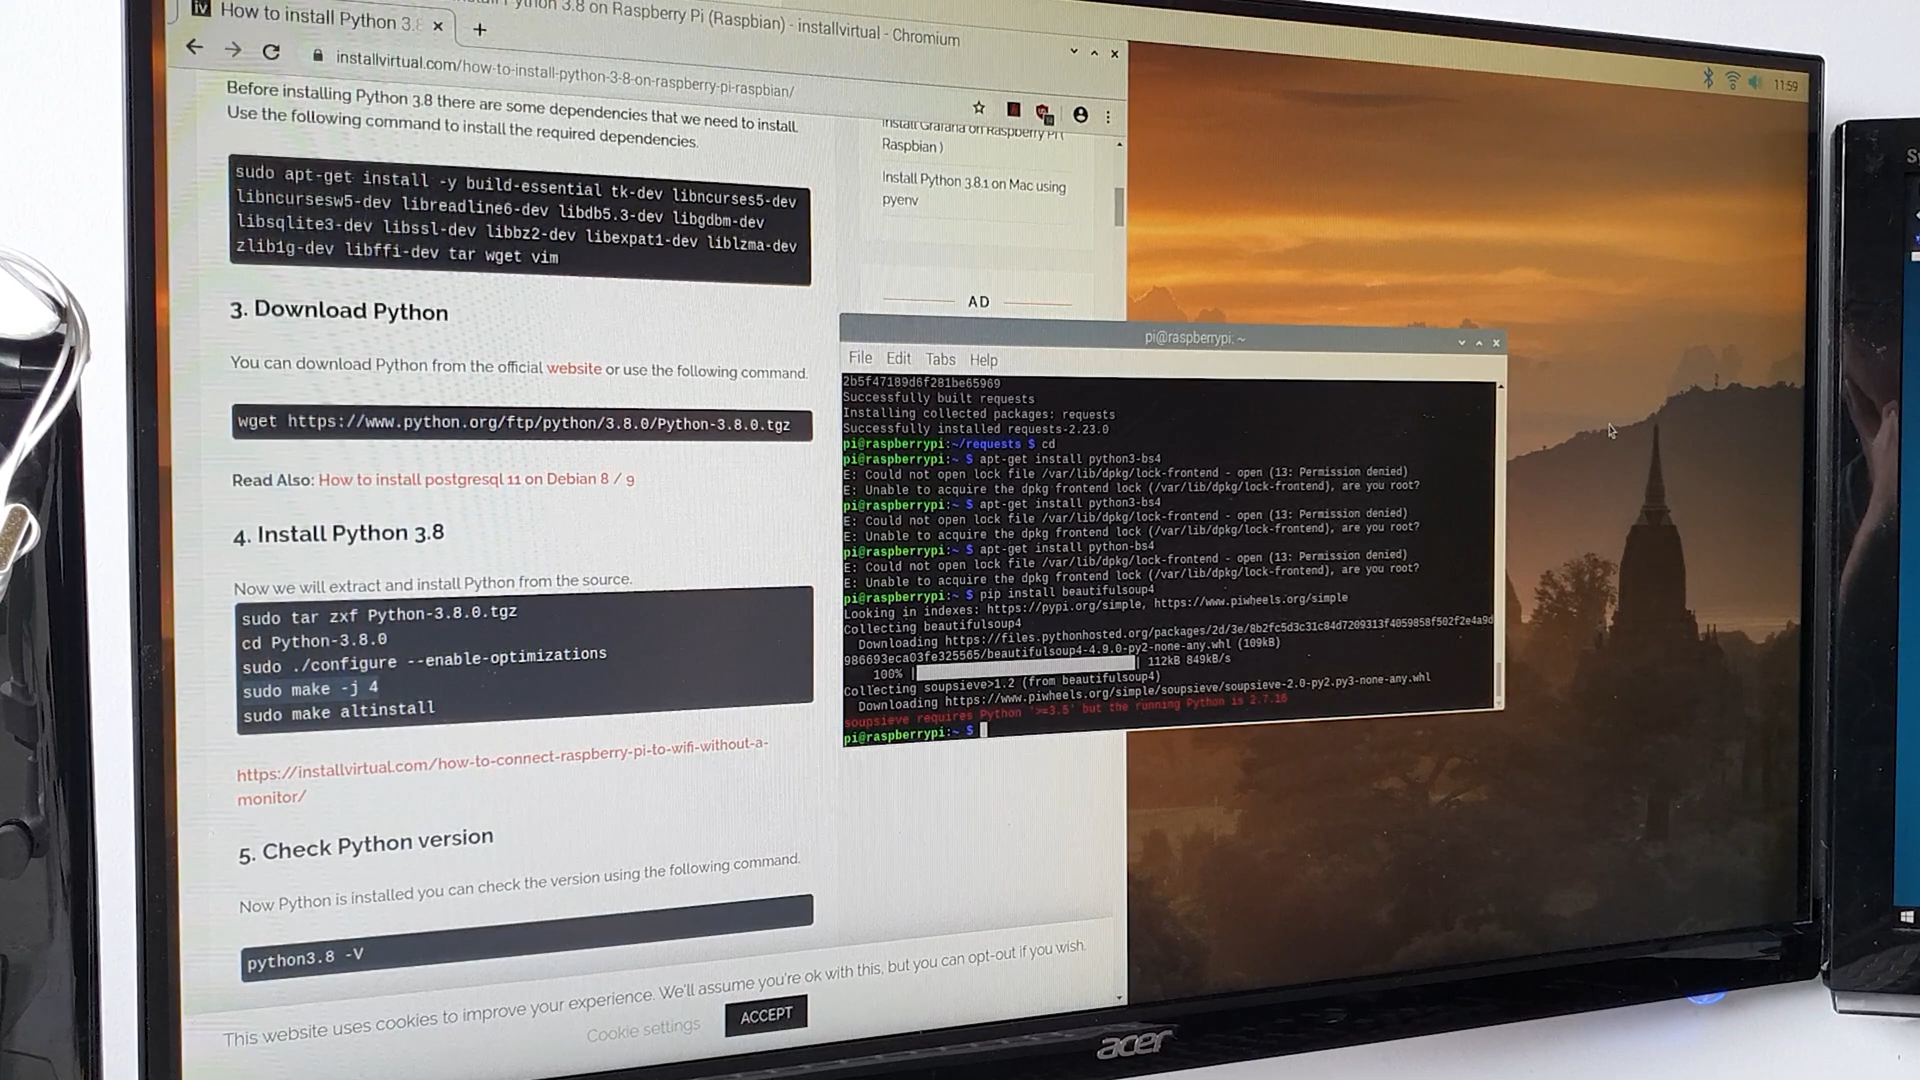 How to install Python 3.8
Python 3.8 on Raspberry Pi (Raspbian) - installvirtual - Chromium
installvirtual.com/how-to-install-python-3-8-on-raspberry-pi-raspbian/
11:59
Before installing Python 3.8 there are some dependencies that we need to install.
Use the following command to install the required dependencies.
sudo apt-get install -y build-essential tk-dev libncurses5-dev
libncursesw5-dev libreadline6-dev libdb5.3-dev libgdbm-dev
libsqlite3-dev libssl-dev libbz2-dev libexpat1-dev liblzma-dev
zlib1g-dev libffi-dev tar wget vim
3. Download Python
You can download Python from the official website or use the following command.
wget https://www.python.org/ftp/python/3.8.0/Python-3.8.0.tgz
Read Also: How to install postgresql 11 on Debian 8 / 9
4. Install Python 3.8
Now we will extract and install Python from the source.
sudo tar zxf Python-3.8.0.tgz
cd Python-3.8.0
sudo ./configure --enable-optimizations
sudo make -j 4
sudo make altinstall
https://installvirtual.com/how-to-connect-raspberry-pi-to-wifi-without-a-
monitor/
5. Check Python version
Now Python is installed you can check the version using the following command.
python3.8 -V
This website uses cookies to improve your experience. We'll assume you're ok with this, but you can opt-out if you wish.
Cookie settings
ACCEPT
Install Grafana on Raspberry Pi (
Raspbian )
Install Python 3.8.1 on Mac using
pyenv
AD
pi@raspberrypi: ~
File Edit Tabs Help
2b5f47189d6f281be65969
Successfully built requests
Installing collected packages: requests
Successfully installed requests-2.23.0
pi@raspberrypi:~/requests $ cd
pi@raspberrypi:~ $ apt-get install python3-bs4
E: Could not open lock file /var/lib/dpkg/lock-frontend - open (13: Permission denied)
E: Unable to acquire the dpkg frontend lock (/var/lib/dpkg/lock-frontend), are you root?
pi@raspberrypi:~ $ apt-get install python3-bs4
E: Could not open lock file /var/lib/dpkg/lock-frontend - open (13: Permission denied)
E: Unable to acquire the dpkg frontend lock (/var/lib/dpkg/lock-frontend), are you root?
pi@raspberrypi:~ $ apt-get install python-bs4
E: Could not open lock file /var/lib/dpkg/lock-frontend - open (13: Permission denied)
E: Unable to acquire the dpkg frontend lock (/var/lib/dpkg/lock-frontend), are you root?
pi@raspberrypi:~ $ pip install beautifulsoup4
Looking in indexes: https://pypi.org/simple, https://www.piwheels.org/simple
Collecting beautifulsoup4
Downloading https://files.pythonhosted.org/packages/2d/3e/8b2fc5d3c31c84d7209313f4059858f502f2e4a9d
986693eca03fe325565/beautifulsoup4-4.9.0-py2-none-any.whl (109kB)
100% | | 112kB 849kB/s
Collecting soupsieve>1.2 (from beautifulsoup4)
Downloading https://www.piwheels.org/simple/soupsieve/soupsieve-2.0-py2.py3-none-any.whl
soupsieve requires Python '>=3.5' but the running Python is 2.7.16
pi@raspberrypi:~ $
acer